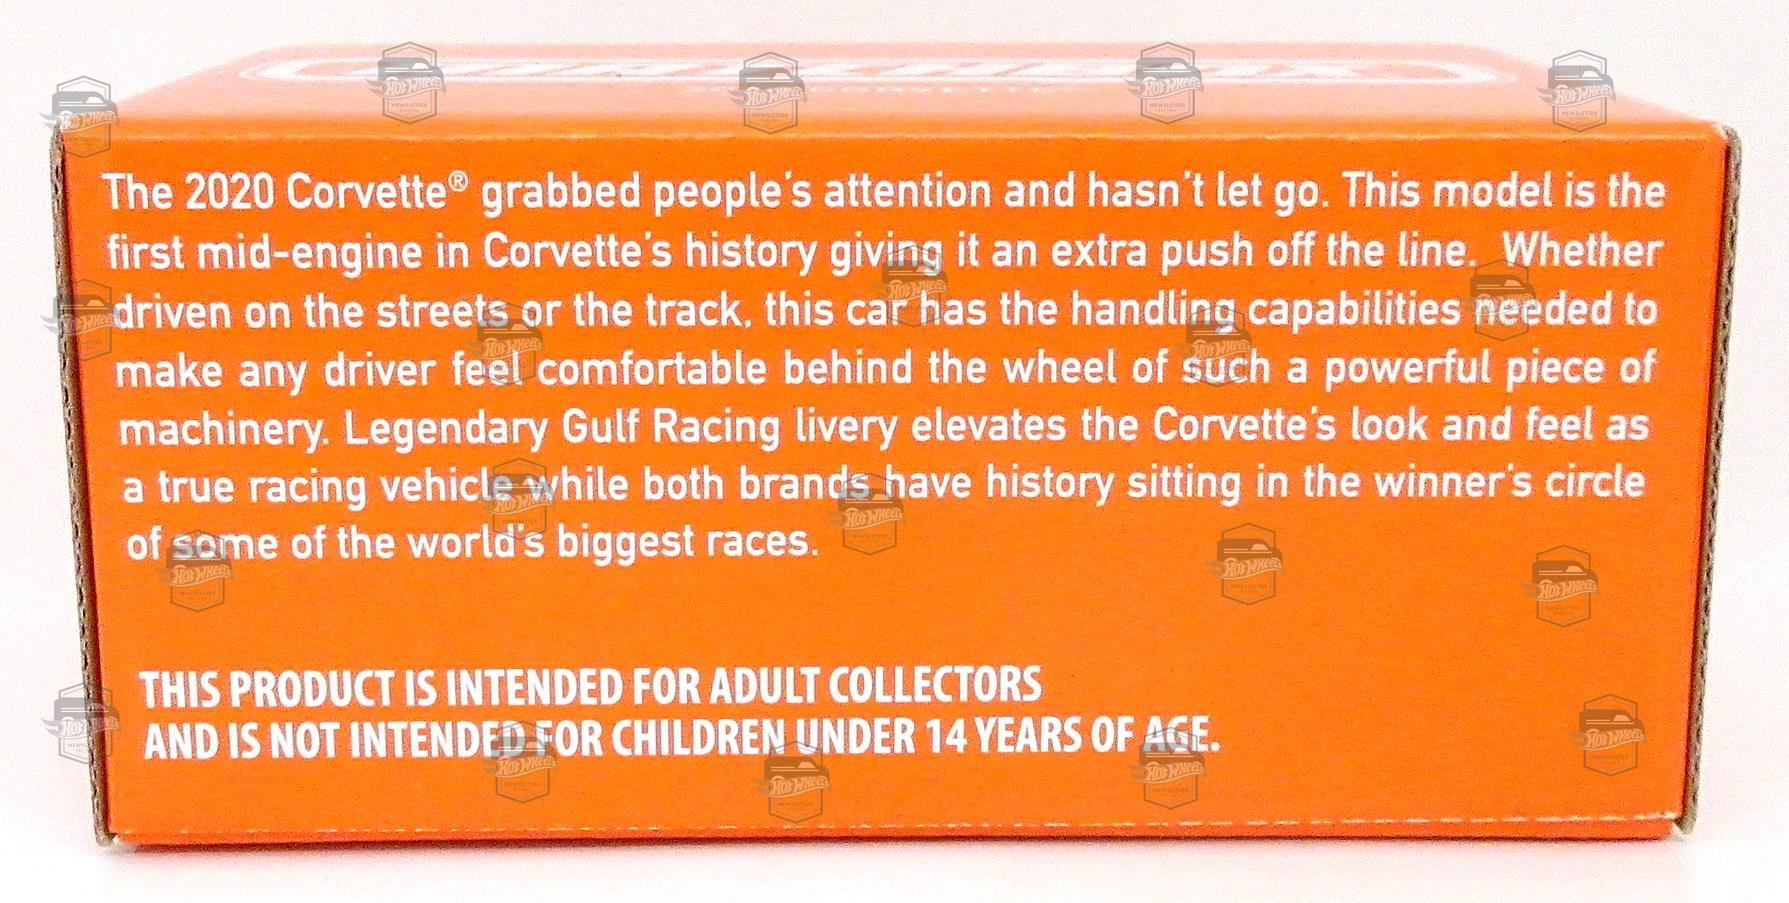 The 2020 Corvette® grabbed people's attention and hasn't let go. This model is the
first mid-engine in Corvette's history giving it an extra push off the line. Whether
driven on the streets or the track, this car has the handling capabilities needed to
make any driver feel comfortable behind the wheel of such a powerful piece of
machinery. Legendary Gulf Racing livery elevates the Corvette's look and feel as
a true racing vehicle while both brands have history sitting in the winner's circle
of some of the world's biggest races.
THIS PRODUCT IS INTENDED FOR ADULT COLLECTORS
AND IS NOT INTENDED FOR CHILDREN UNDER 14 YEARS OF AGE.